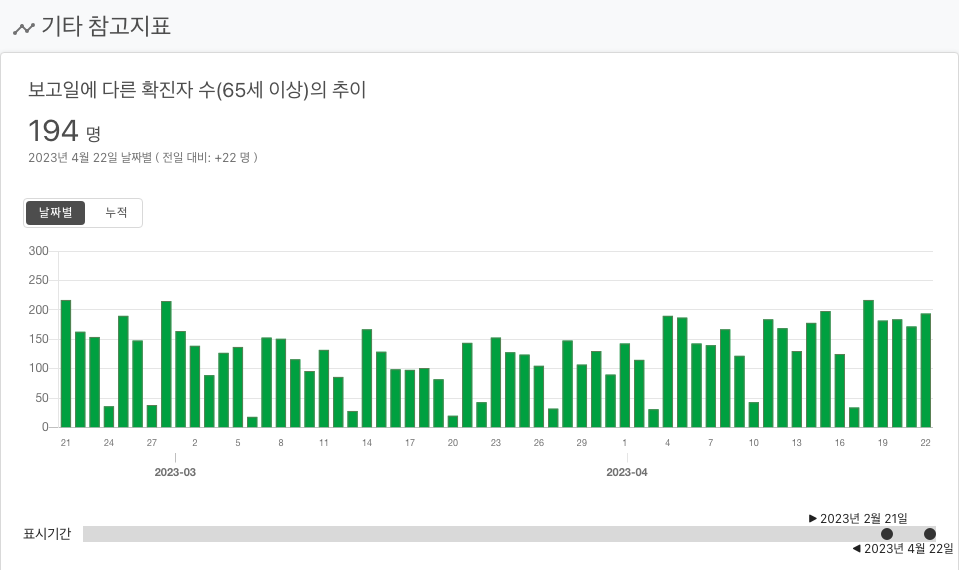 기타 참고지표
보고일에 다른 확진자 수(65세 이상)의 추이
194 명
2023년 4월 22일 날짜별 ( 전일 대비: +22 명 )
날짜별 누적
300
250
200
150
100
50
0
21 24 27 2 5 8 11 14 17 20 23 26 29 1 4 7 10 13 16 19 22
2023-03 2023-04
▶ 2023년 2월 21일
표시기간
◀ 2023년 4월 22일